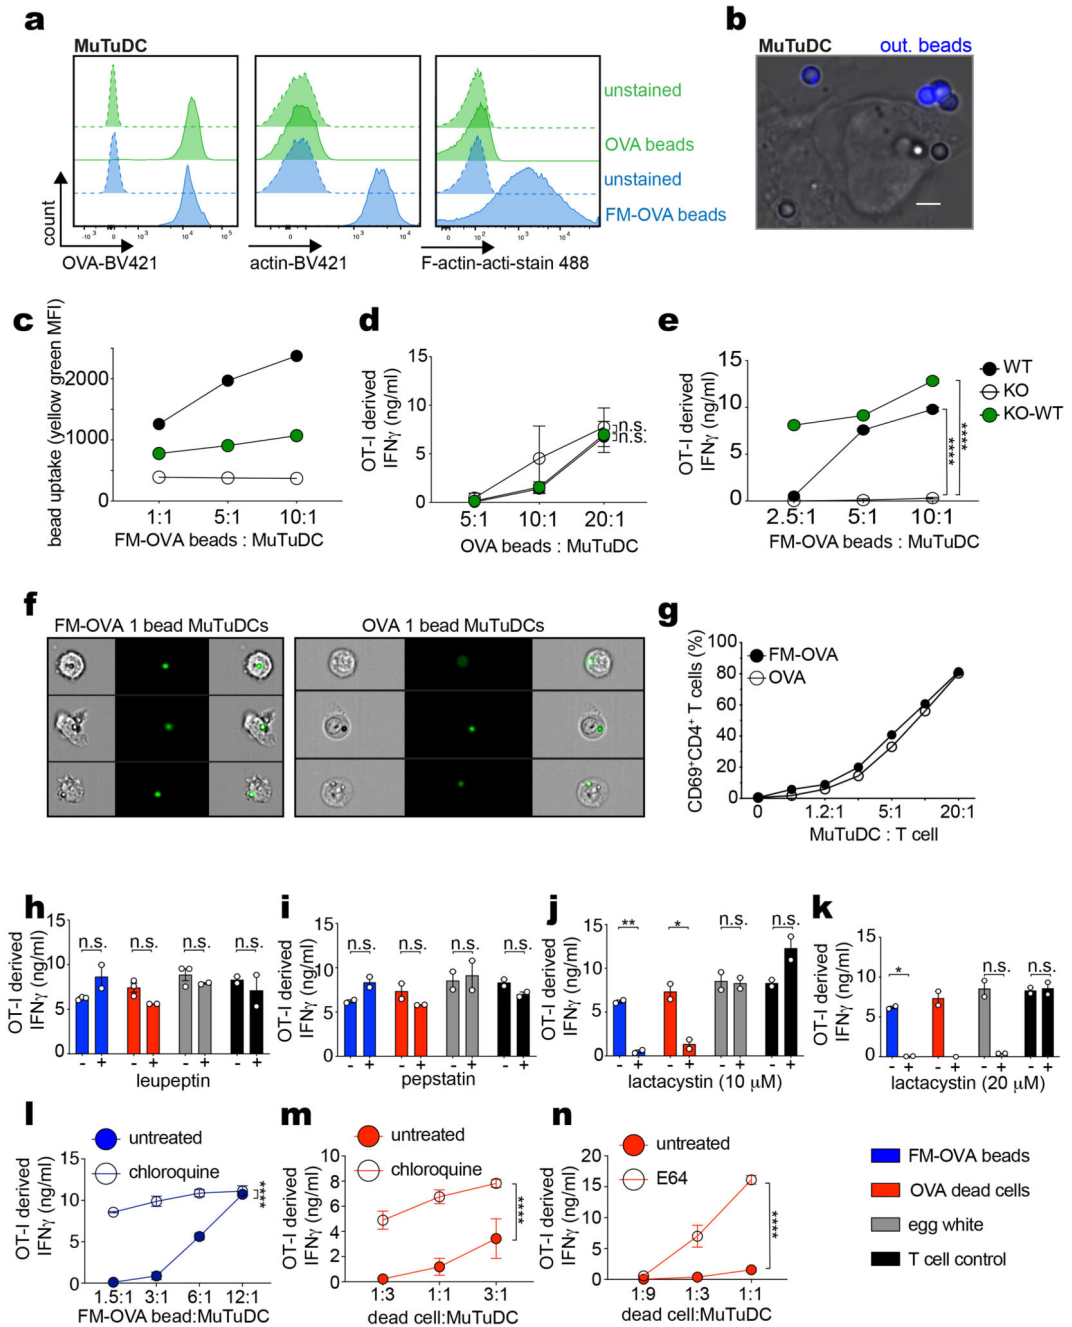 a
MuTuDC
unstained
OVA beads
unstained
FM-OVA beads
count
-10³ 0 10³ 10⁴ 10⁵
0 10³ 10⁴
0 10³ 10⁴
OVA-BV421
actin-BV421
F-actin-acti-stain 488
b
MuTuDC out. beads
c
bead uptake (yellow green MFI)
2000
1000
0
1:1 5:1 10:1
FM-OVA beads : MuTuDC
d
OT-I derived
IFNγ (ng/ml)
15
10
5
0
n.s.
n.s.
5:1 10:1 20:1
OVA beads : MuTuDC
e
OT-I derived
IFNγ (ng/ml)
15
10
5
0
****
****
2.5:1 5:1 10:1
FM-OVA beads : MuTuDC
WT
KO
KO-WT
f
FM-OVA 1 bead MuTuDCs
OVA 1 bead MuTuDCs
g
CD69⁺CD4⁺ T cells (%)
100
80
60
40
20
0
FM-OVA
OVA
0 1.2:1 5:1 20:1
MuTuDC : T cell
h
OT-I derived
IFNγ (ng/ml)
15
10
5
0
n.s. n.s. n.s. n.s.
- + - + - + - +
leupeptin
i
OT-I derived
IFNγ (ng/ml)
15
10
5
0
n.s. n.s. n.s. n.s.
- + - + - + - +
pepstatin
j
OT-I derived
IFNγ (ng/ml)
15
10
5
0
** * n.s. n.s.
- + - + - + - +
lactacystin (10 μM)
k
OT-I derived
IFNγ (ng/ml)
15
10
5
0
* n.s. n.s.
- + - + - + - +
lactacystin (20 μM)
l
untreated
chloroquine
OT-I derived
IFNγ (ng/ml)
15
10
5
0
****
1.5:1 3:1 6:1 12:1
FM-OVA bead:MuTuDC
m
untreated
chloroquine
OT-I derived
IFNγ (ng/ml)
10
8
6
4
2
0
****
1:3 1:1 3:1
dead cell:MuTuDC
n
untreated
E64
OT-I derived
IFNγ (ng/ml)
20
15
10
5
0
****
1:9 1:3 1:1
dead cell:MuTuDC
FM-OVA beads
OVA dead cells
egg white
T cell control